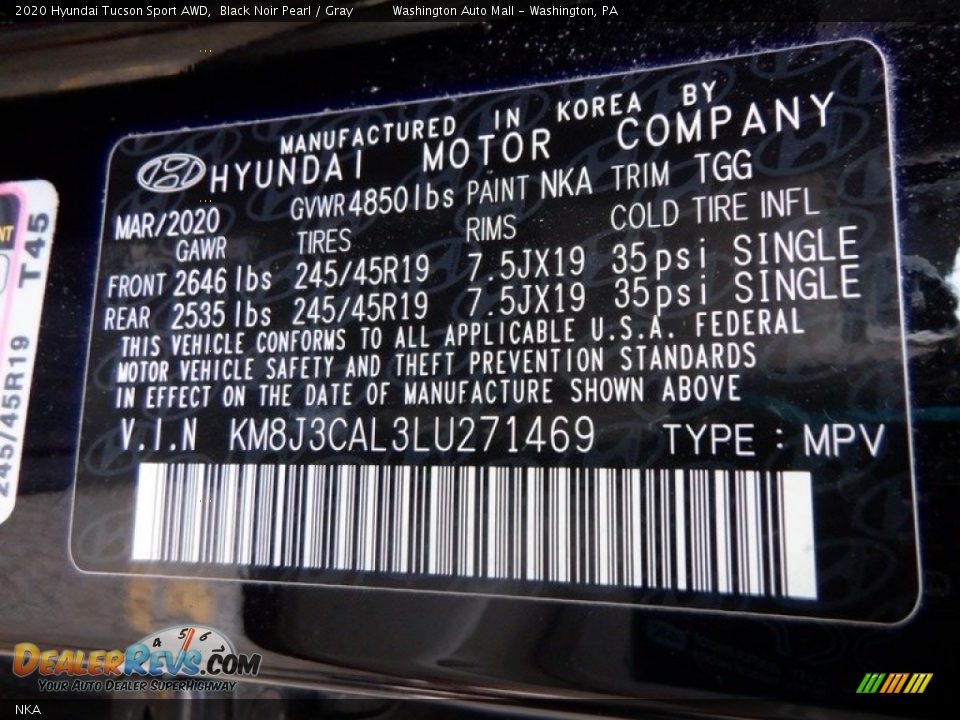 2020 Hyundai Tucson Sport AWD,  Black Noir Pearl / Gray        Washington Auto Mall - Washington, PA
MANUFACTURED IN KOREA BY
HYUNDAI MOTOR COMPANY
MAR/2020 GVWR 4850 lbs PAINT NKA TRIM TGG
GAWR TIRES RIMS COLD TIRE INFL
FRONT 2646 lbs 245/45R19 7.5JX19 35psi SINGLE
REAR 2535 lbs 245/45R19 7.5JX19 35psi SINGLE
THIS VEHICLE CONFORMS TO ALL APPLICABLE U.S.A. FEDERAL
MOTOR VEHICLE SAFETY AND THEFT PREVENTION STANDARDS
IN EFFECT ON THE DATE OF MANUFACTURE SHOWN ABOVE
V.I.N KM8J3CAL3LU271469 TYPE : MPV
245/45R19 T45
4 5 6
DEALERREVS.COM
YOUR AUTO DEALER SUPERHIGHWAY
NKA